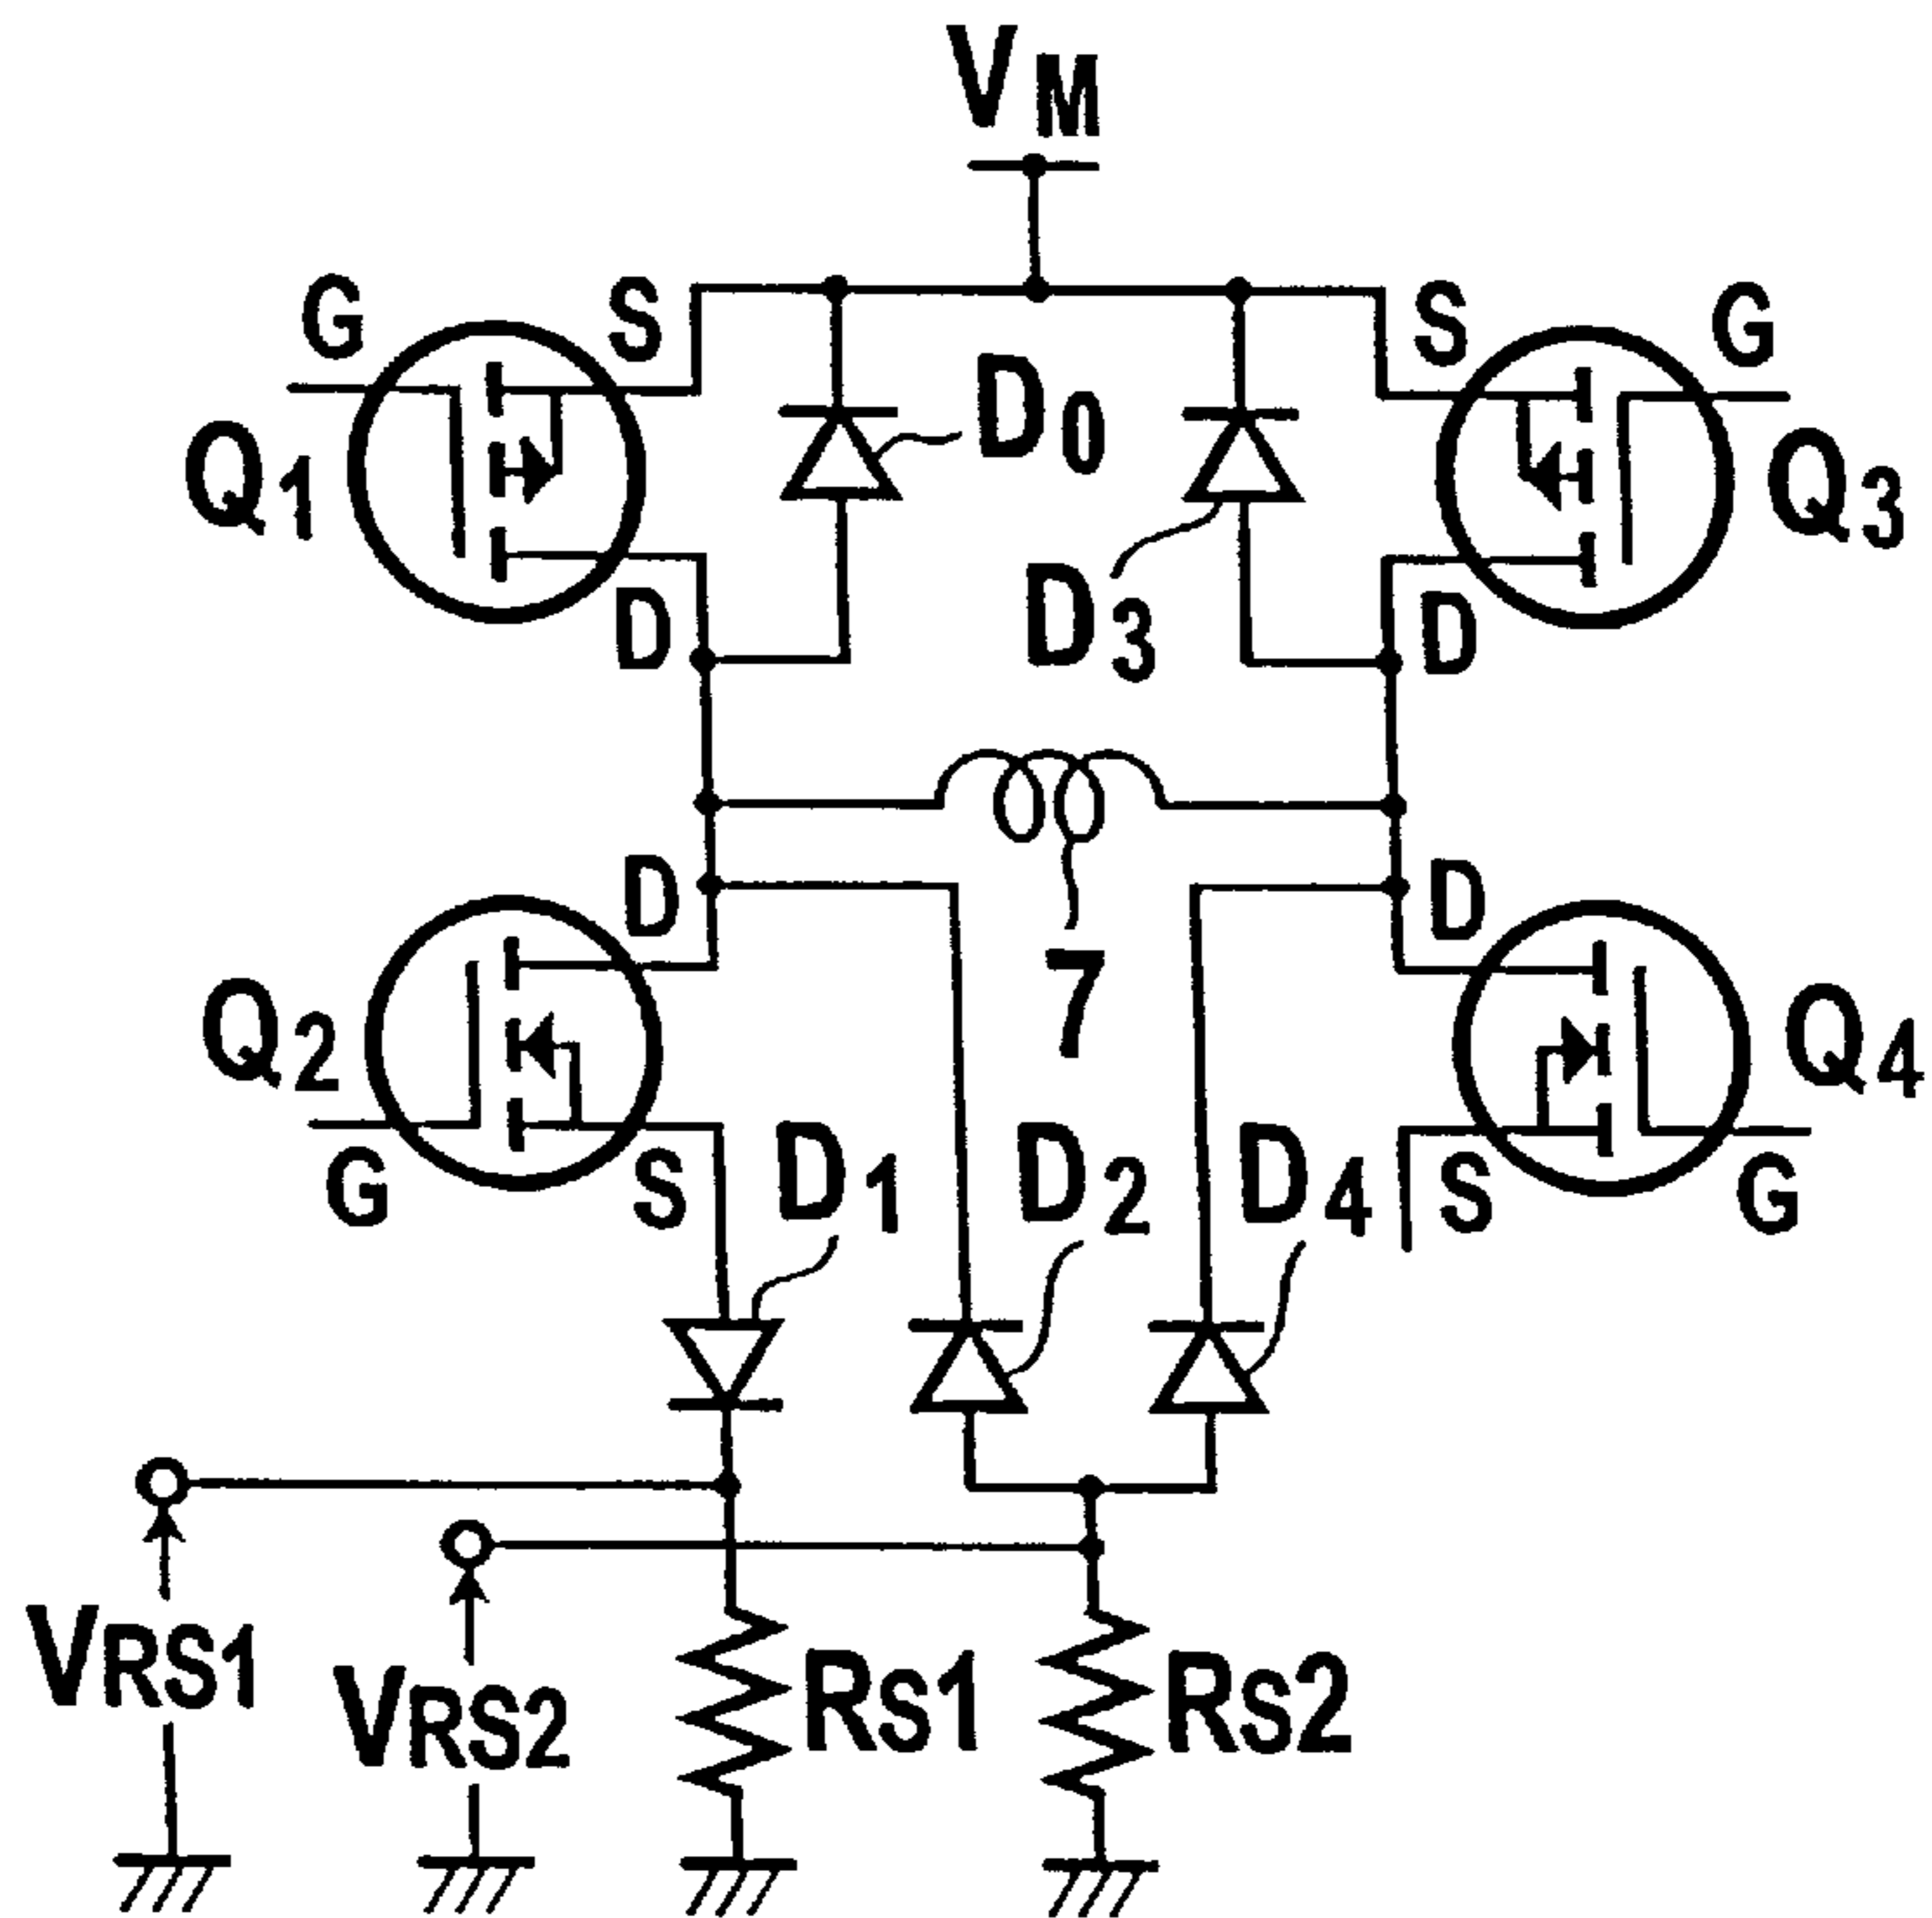 VM
G S S G
Q1 D0 Q3
D D3 D
D D
Q2 7 Q4
G S D1 D2 D4 S G
VRS1 VRS2 RS1 RS2